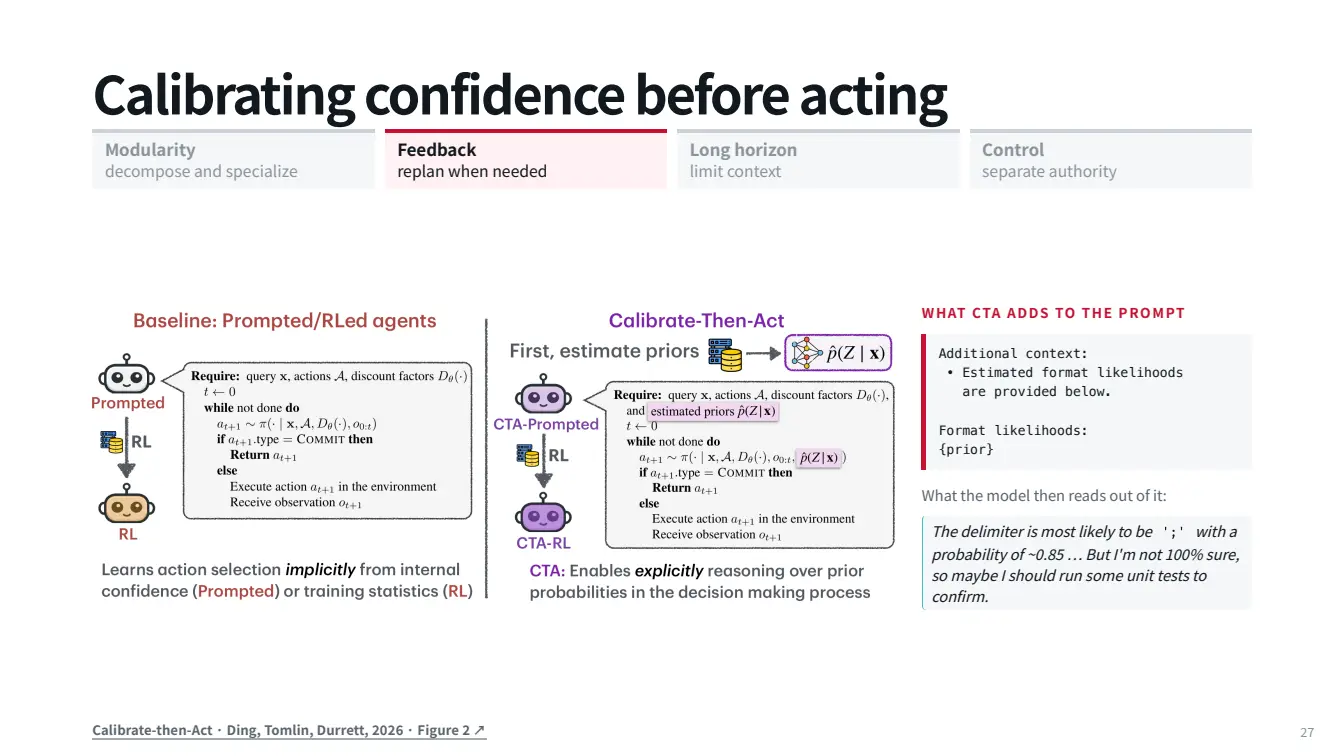 Calibrating confidence before acting
Modularity
decompose and specialize
Feedback
replan when needed
Long horizon
limit context
Control
separate authority
Baseline: Prompted/RLed agents
Prompted
RL
RL
Require: query x, actions 𝒜, discount factors D_θ(·)
t ← 0
while not done do
a_{t+1} ∼ π(· | x, 𝒜, D_θ(·), o_{0:t})
if a_{t+1}.type = COMMIT then
Return a_{t+1}
else
Execute action a_{t+1} in the environment
Receive observation o_{t+1}
Learns action selection implicitly from internal
confidence (Prompted) or training statistics (RL)
Calibrate-Then-Act
First, estimate priors
p̂(Z | x)
CTA-Prompted
RL
CTA-RL
Require: query x, actions 𝒜, discount factors D_θ(·),
and estimated priors p̂(Z|x)
t ← 0
while not done do
a_{t+1} ∼ π(· | x, 𝒜, D_θ(·), o_{0:t}, p̂(Z|x))
if a_{t+1}.type = COMMIT then
Return a_{t+1}
else
Execute action a_{t+1} in the environment
Receive observation o_{t+1}
CTA: Enables explicitly reasoning over prior
probabilities in the decision making process
WHAT CTA ADDS TO THE PROMPT
Additional context:
• Estimated format likelihoods
are provided below.
Format likelihoods:
{prior}
What the model then reads out of it:
The delimiter is most likely to be ';' with a
probability of ~0.85 … But I'm not 100% sure,
so maybe I should run some unit tests to
confirm.
Calibrate-then-Act · Ding, Tomlin, Durrett, 2026 · Figure 2 ↗
27